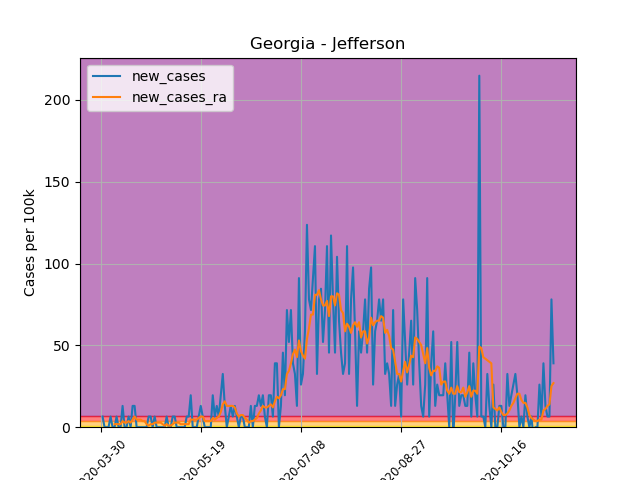 Georgia - Jefferson
new_cases
new_cases_ra
Cases per 100k
200
150
100
50
0
020-03-30
020-05-19
020-07-08
020-08-27
020-10-16